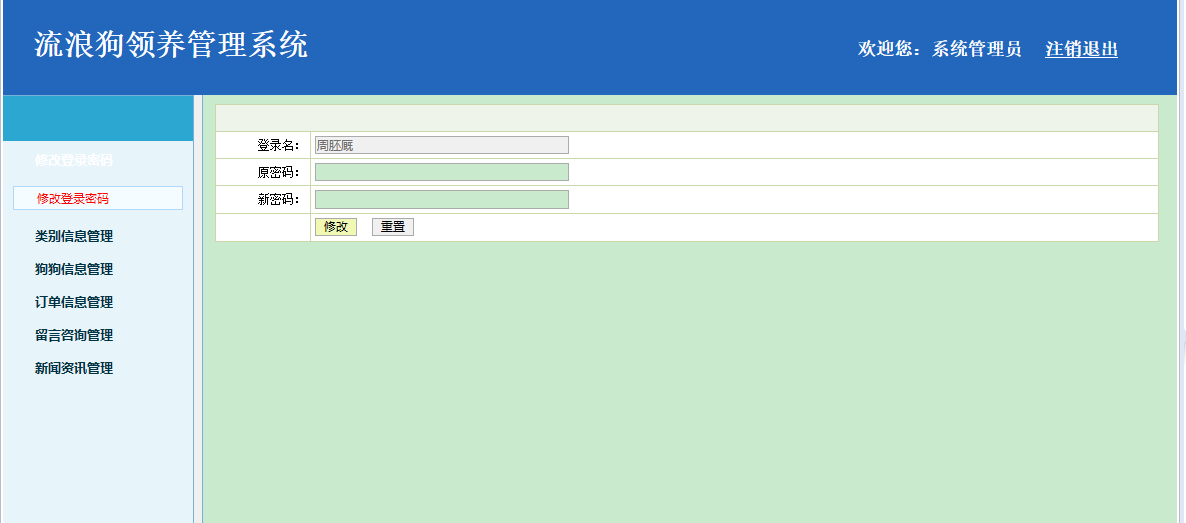 流浪狗领养管理系统
欢迎您：系统管理员 注销退出
修改登录密码
修改登录密码
类别信息管理
狗狗信息管理
订单信息管理
留言咨询管理
新闻资讯管理
登录名： 周胚厩
原密码：
新密码：
修改 重置